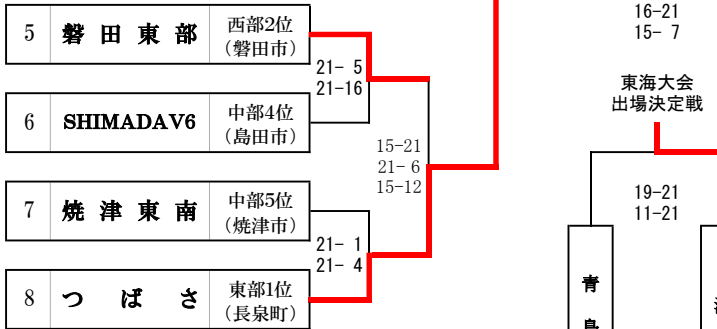 5 磐田東部 西部2位
(磐田市)
21- 5
21-16
6 SHIMADAV6 中部4位
(島田市)
15-21
21- 6
15-12
7 焼津東南 中部5位
(焼津市)
21- 1
21- 4
8 つばさ 東部1位
(長泉町)
16-21
15- 7
東海大会
出場決定戦
19-21
11-21
青